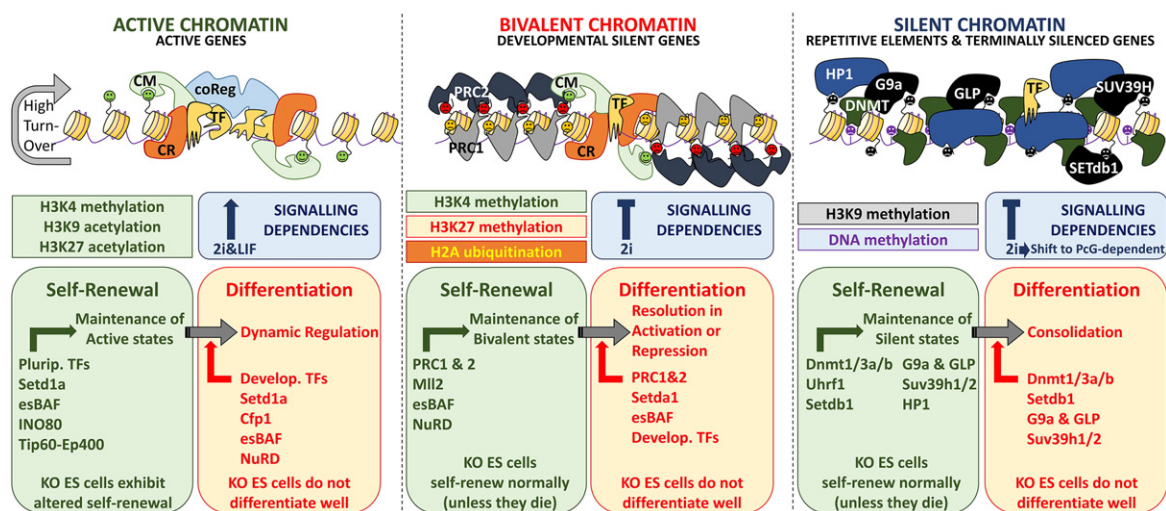 ACTIVE CHROMATIN
ACTIVE GENES
High
Turn-
Over
CM
coReg
TF
CR
H3K4 methylation
H3K9 acetylation
H3K27 acetylation
SIGNALLING
DEPENDENCIES
2i&LIF
Self-Renewal
Maintenance of
Active states
Plurip. TFs
Setd1a
esBAF
INO80
Tip60-Ep400
KO ES cells exhibit
altered self-renewal
Differentiation
Dynamic Regulation
Develop. TFs
Setd1a
Cfp1
esBAF
NuRD
KO ES cells do not
differentiate well
BIVALENT CHROMATIN
DEVELOPMENTAL SILENT GENES
PRC2
CM
TF
PRC1
CR
H3K4 methylation
H3K27 methylation
H2A ubiquitination
SIGNALLING
DEPENDENCIES
2i
Self-Renewal
Maintenance of
Bivalent states
PRC1 & 2
Mll2
esBAF
NuRD
KO ES cells
self-renew normally
(unless they die)
Differentiation
Resolution in
Activation or
Repression
PRC1&2
Setda1
esBAF
Develop. TFs
KO ES cells do not
differentiate well
SILENT CHROMATIN
REPETITIVE ELEMENTS & TERMINALLY SILENCED GENES
HP1
G9a
DNMT
GLP
TF
SUV39H
SETdb1
H3K9 methylation
DNA methylation
SIGNALLING
DEPENDENCIES
2i Shift to PcG-dependent
Self-Renewal
Maintenance of
Silent states
Dnmt1/3a/b G9a & GLP
Uhrf1 Suv39h1/2
Setdb1 HP1
KO ES cells
self-renew normally
(unless they die)
Differentiation
Consolidation
Dnmt1/3a/b
Setdb1
G9a & GLP
Suv39h1/2
KO ES cells do not
differentiate well